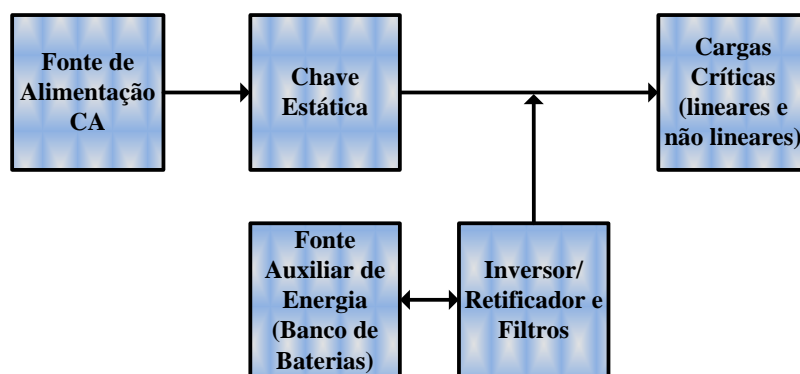 Fonte de
Alimentação
CA
Chave
Estática
Cargas
Críticas
(lineares e
não lineares)
Fonte
Auxiliar de
Energia
(Banco de
Baterias)
Inversor/
Retificador e
Filtros